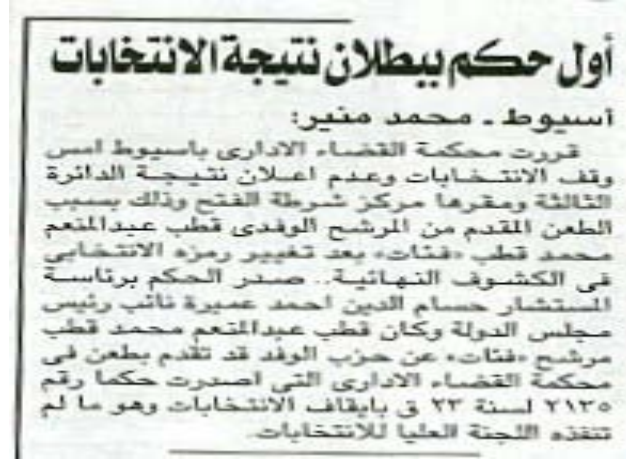 أول حكم ببطلان نتيجة الانتخابات
أسيوط ـ محمد منير:
قررت محكمة القضاء الادارى باسيوط امس
وقف الانتخابات وعدم اعلان نتيجة الدائرة
الثالثة ومقرها مركز شرطة الفتح وذلك بسبب
الطعن المقدم من المرشح الوفدى قطب عبدالمنعم
محمد قطب «فئات» بعد تغيير رمزه الانتخابى
فى الكشوف النهائية.. صدر الحكم برئاسة
المستشار حسام الدين احمد عميرة نائب رئيس
مجلس الدولة وكان قطب عبدالمنعم محمد قطب
مرشح «فئات» عن حزب الوفد قد تقدم بطعن فى
محكمة القضاء الادارى التى اصدرت حكما رقم
٢١٣٥ لسنة ٢٣ ق بايقاف الانتخابات وهو ما لم
تنفذه اللجنة العليا للانتخابات.